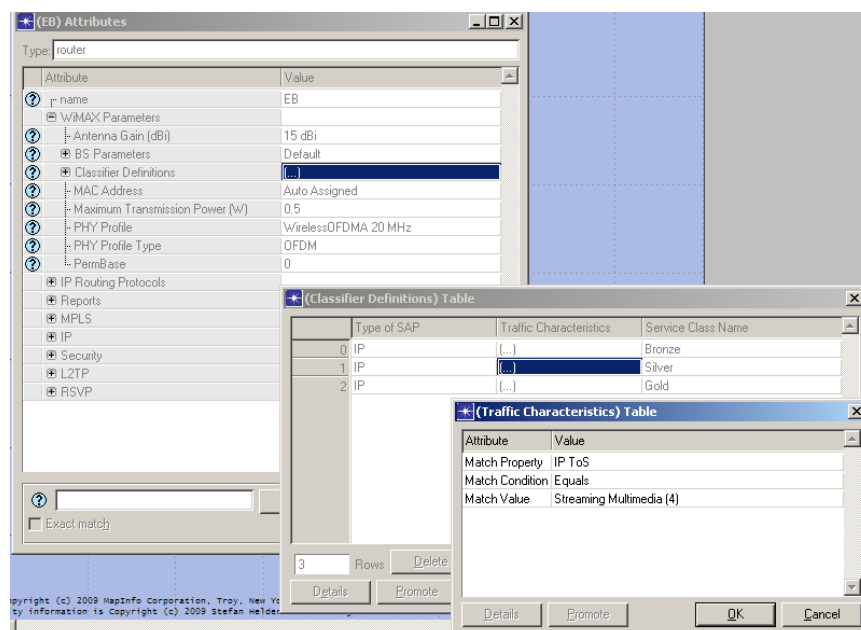 (EB) Attributes
Type: router
Attribute Value
name EB
WiMAX Parameters
Antenna Gain (dBi) 15 dBi
BS Parameters Default
Classifier Definitions (...)
MAC Address Auto Assigned
Maximum Transmission Power (W) 0.5
PHY Profile WirelessOFDMA 20 MHz
PHY Profile Type OFDM
PermBase 0
IP Routing Protocols
Reports
MPLS
IP
Security
L2TP
RSVP
Exact match
(Classifier Definitions) Table
Type of SAP Traffic Characteristics Service Class Name
0 IP (...) Bronze
1 IP (...) Silver
2 IP (...) Gold
3 Rows Delete
Details Promote
(Traffic Characteristics) Table
Attribute Value
Match Property IP ToS
Match Condition Equals
Match Value Streaming Multimedia (4)
Details Promote OK Cancel
opyright (c) 2009 MapInfo Corporation, Troy, New Yo
ty information is Copyright (c) 2009 Stefan Helder